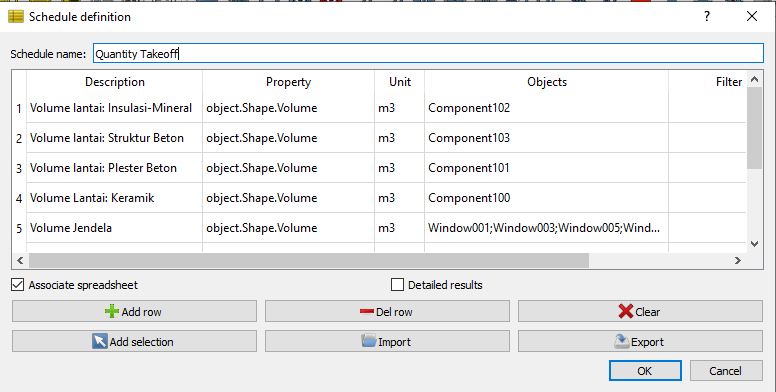 Schedule definition ?
Schedule name: Quantity Takeoff
Description Property Unit Objects Filter
1 Volume lantai: Insulasi-Mineral object.Shape.Volume m3 Component102
2 Volume lantai: Struktur Beton object.Shape.Volume m3 Component103
3 Volume lantai: Plester Beton object.Shape.Volume m3 Component101
4 Volume Lantai: Keramik object.Shape.Volume m3 Component100
5 Volume Jendela object.Shape.Volume m3 Window001;Window003;Window005;Wind...
Associate spreadsheet Detailed results
Add row Del row Clear
Add selection Import Export
OK Cancel